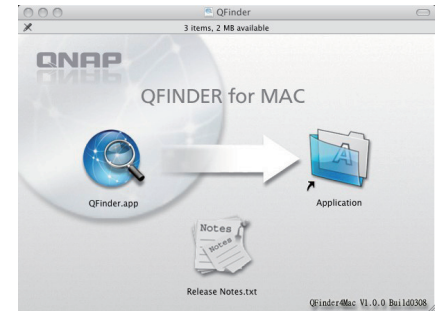 QFinder
3 items, 2 MB available
QNAP
QFINDER for MAC
A
QFinder.app
Application
Notes
Notes
Release Notes.txt
QFinder4Mac V1.0.0 Build0308